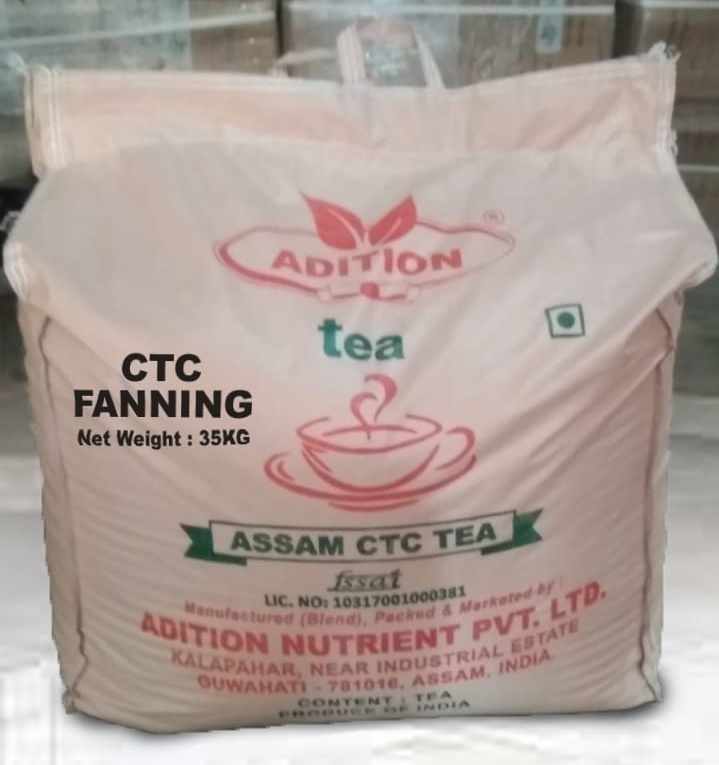 ADITION
®
tea
CTC
FANNING
Net Weight : 35KG
ASSAM CTC TEA
fssai
LIC. NO: 10317001000381
Manufactured (Blend), Packed & Marketed by :
ADITION NUTRIENT PVT. LTD.
KALAPAHAR, NEAR INDUSTRIAL ESTATE
GUWAHATI - 781016, ASSAM, INDIA.
CONTENT : TEA
PRODUCE OF INDIA